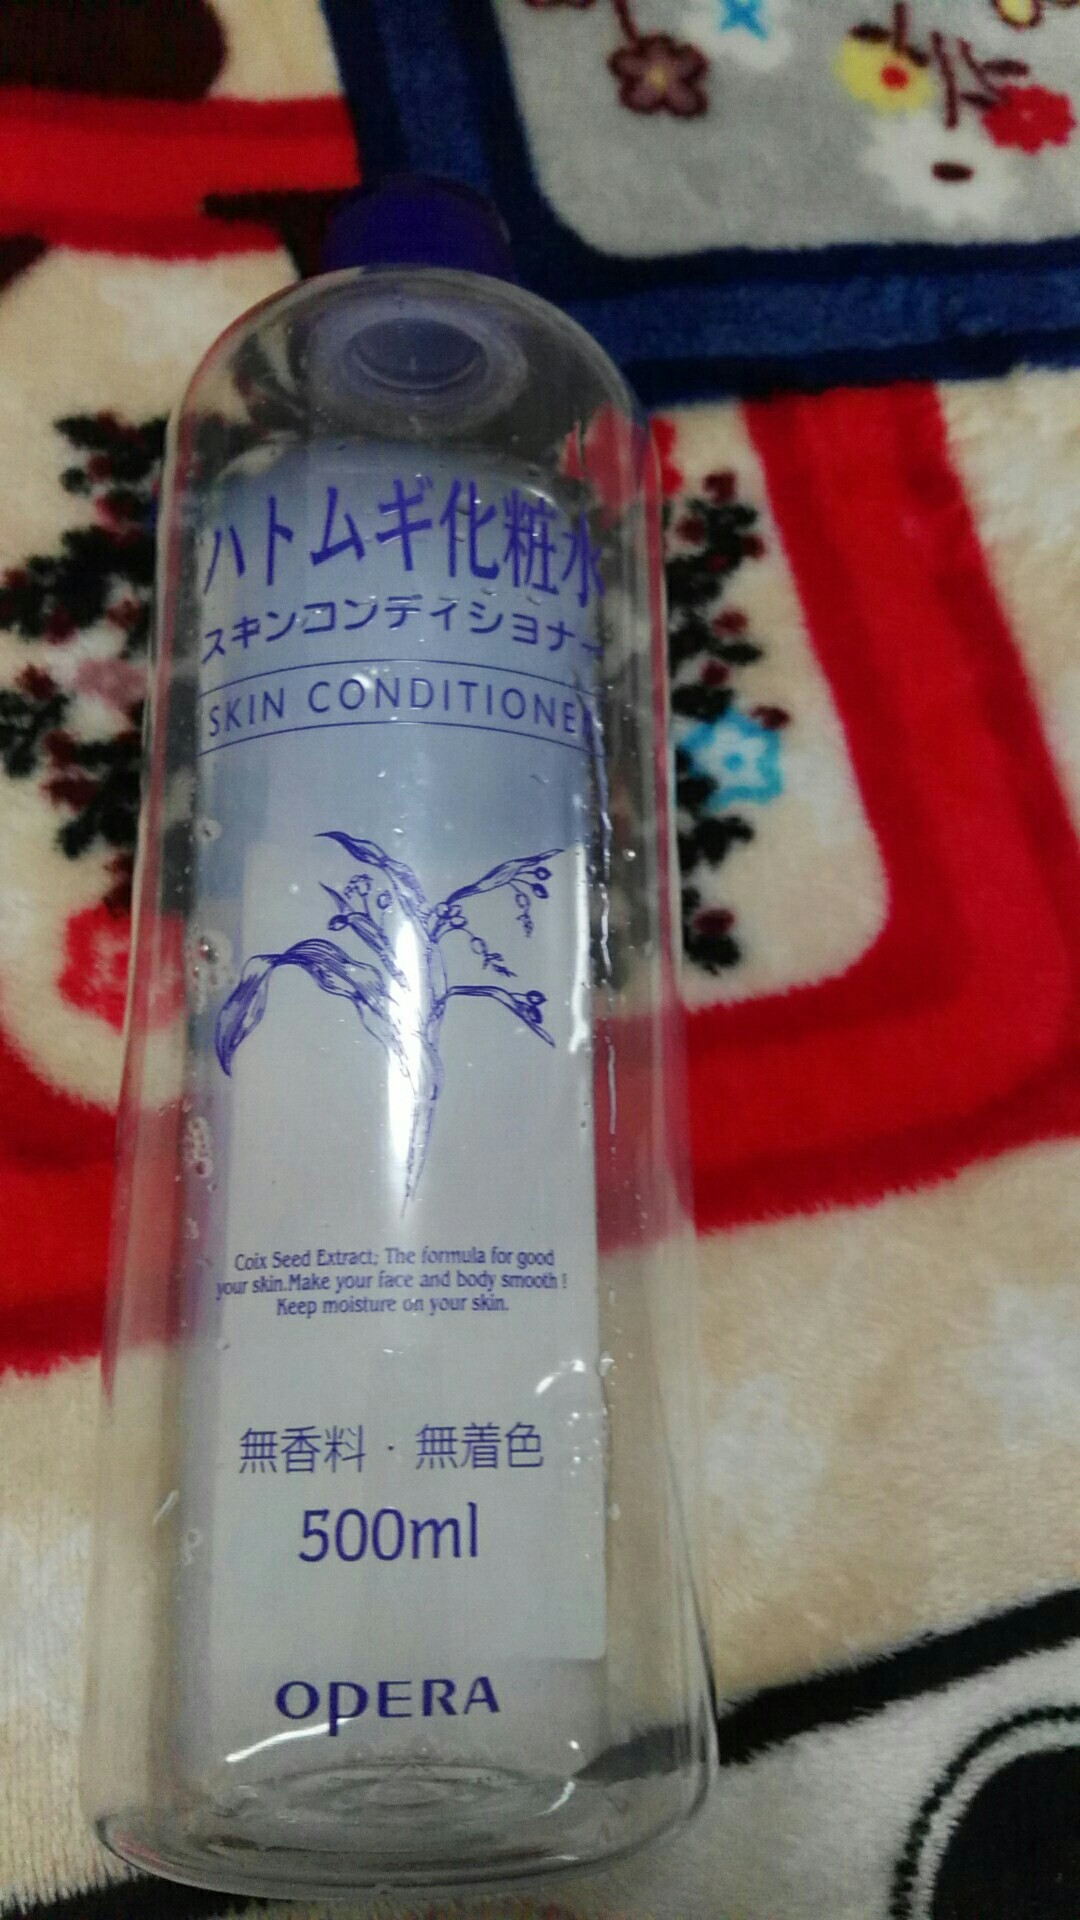 ハトムギ化粧水
スキンコンディショナー
SKIN CONDITIONER
Coix Seed Extract; The formula for good
your skin.Make your face and body smooth !
Keep moisture on your skin.
無香料 · 無着色
500ml
OPERA